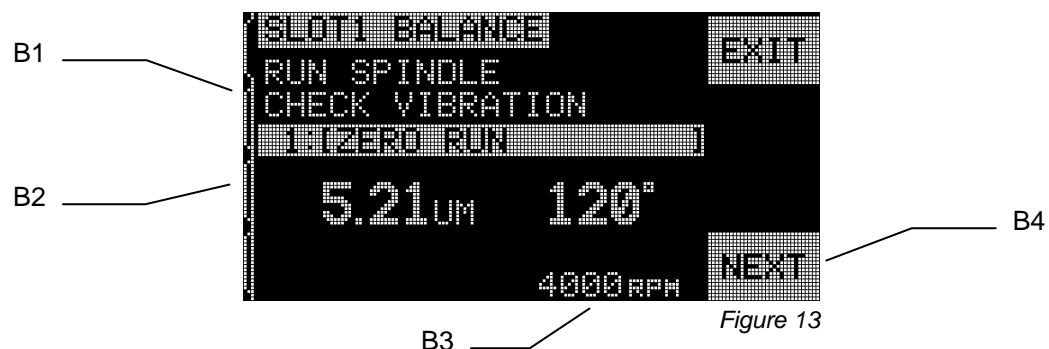 SLOT1 BALANCE
EXIT
B1
RUN SPINDLE
CHECK VIBRATION
1:[ZERO RUN ]
B2
5.21UM 120°
B4
NEXT
4000RPM
Figure 13
B3